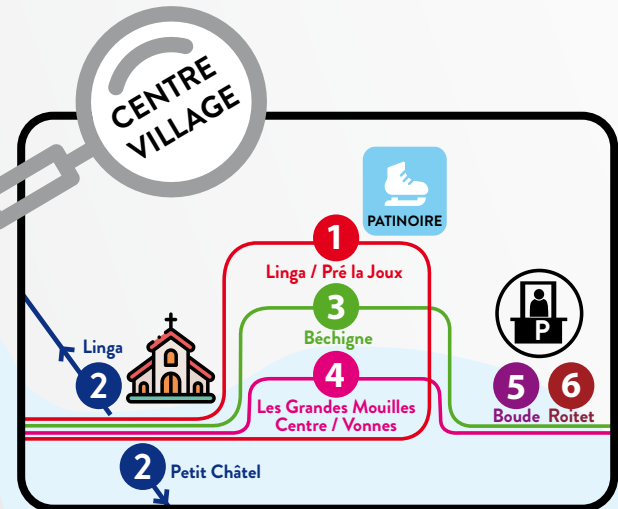 CENTRE
VILLAGE
PATINOIRE
1
Linga / Pré la Joux
3
Béchigne
P
Linga
2
4
Les Grandes Mouilles
Centre / Vonnes
5
6
Boude
Roitet
2
Petit Châtel